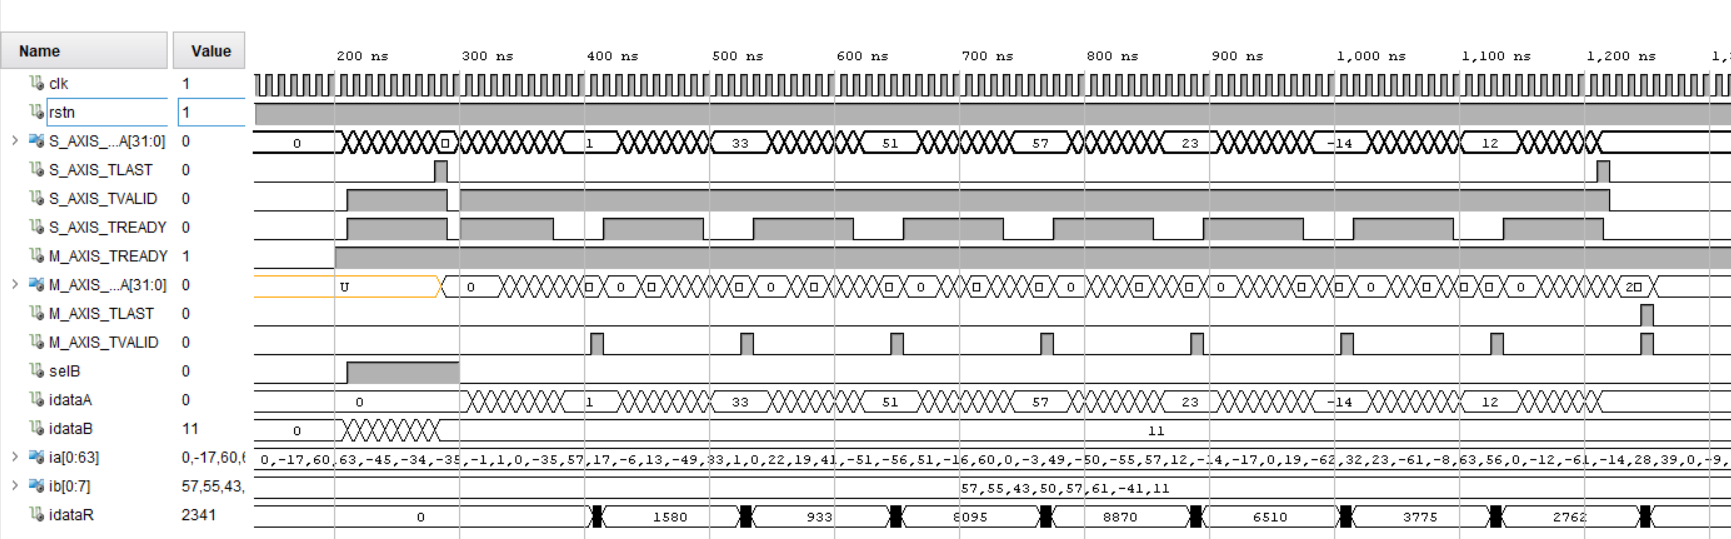 Name Value 200 ns 300 ns 400 ns 500 ns 600 ns 700 ns 800 ns 900 ns 1,000 ns 1,100 ns 1,200 ns
clk 1
rstn 1
S_AXIS_...A[31:0] 0 0 1 33 51 57 23 -14 12
S_AXIS_TLAST 0
S_AXIS_TVALID 0
S_AXIS_TREADY 0
M_AXIS_TREADY 1
M_AXIS_...A[31:0] 0 U 0 0 0 0 0 0 0 0
M_AXIS_TLAST 0
M_AXIS_TVALID 0
selB 0
idataA 0 0 1 33 51 57 23 -14 12
idataB 11 0 11
ia[0:63] 0,-17,60,6 0,-17,60,63,-45,-34,-35,-1,1,0,-35,57,17,-6,13,-49,33,1,0,22,19,41,-51,-56,51,-16,60,0,-3,49,-50,-55,57,12,-14,-17,0,19,-62,32,23,-61,-8,63,56,0,-12,-61,-14,28,39,0,-9,
ib[0:7] 57,55,43, 57,55,43,50,57,61,-41,11
idataR 2341 0 1580 933 8095 8870 6510 3775 2762